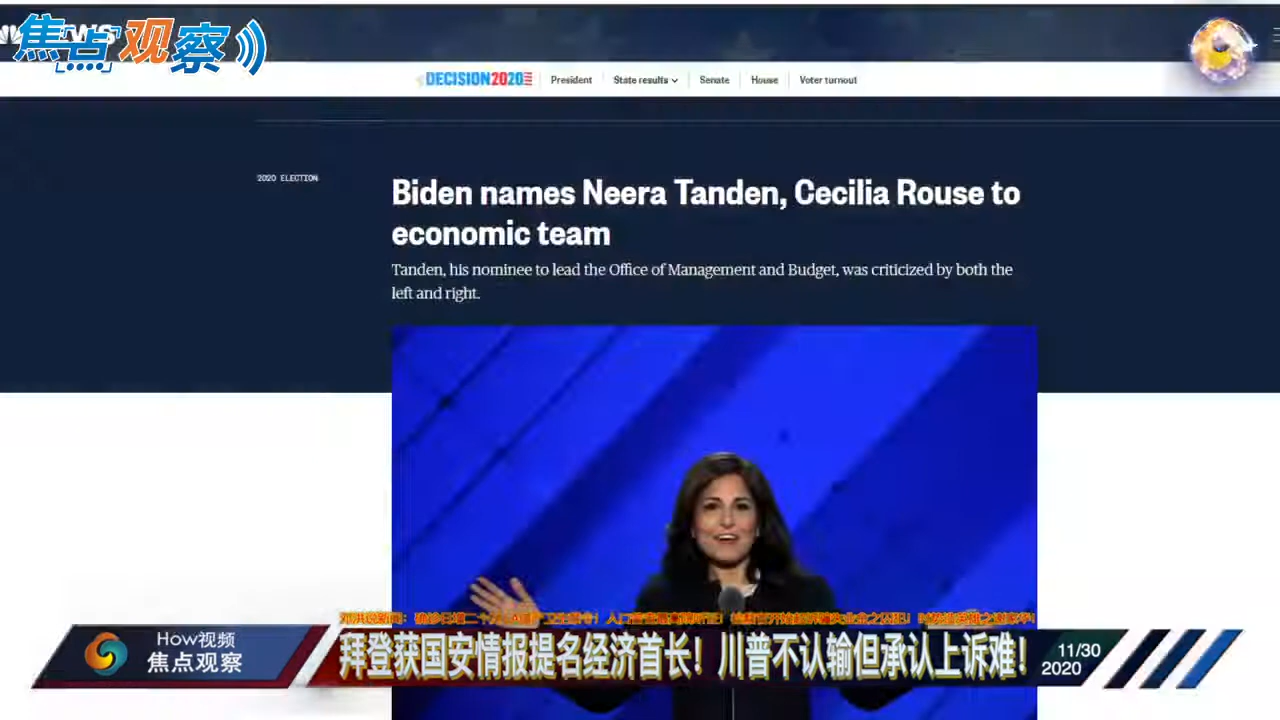 焦点观察
NEWS
DECISION2020
President
State results
Senate
House
Voter turnout
2020 ELECTION
Biden names Neera Tanden, Cecilia Rouse to
economic team
Tanden, his nominee to lead the Office of Management and Budget, was criticized by both the
left and right.
How视频
焦点观察
拜登获国安情报提名经济首长！川普不认输但承认上诉难！
11/30
2020